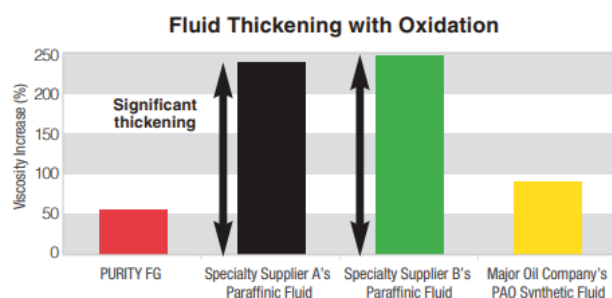 Fluid Thickening with Oxidation
Viscosity Increase (%)
250
200
150
100
50
0
Significant
thickening
PURITY FG
Specialty Supplier A's
Paraffinic Fluid
Specialty Supplier B's
Paraffinic Fluid
Major Oil Company's
PAO Synthetic Fluid